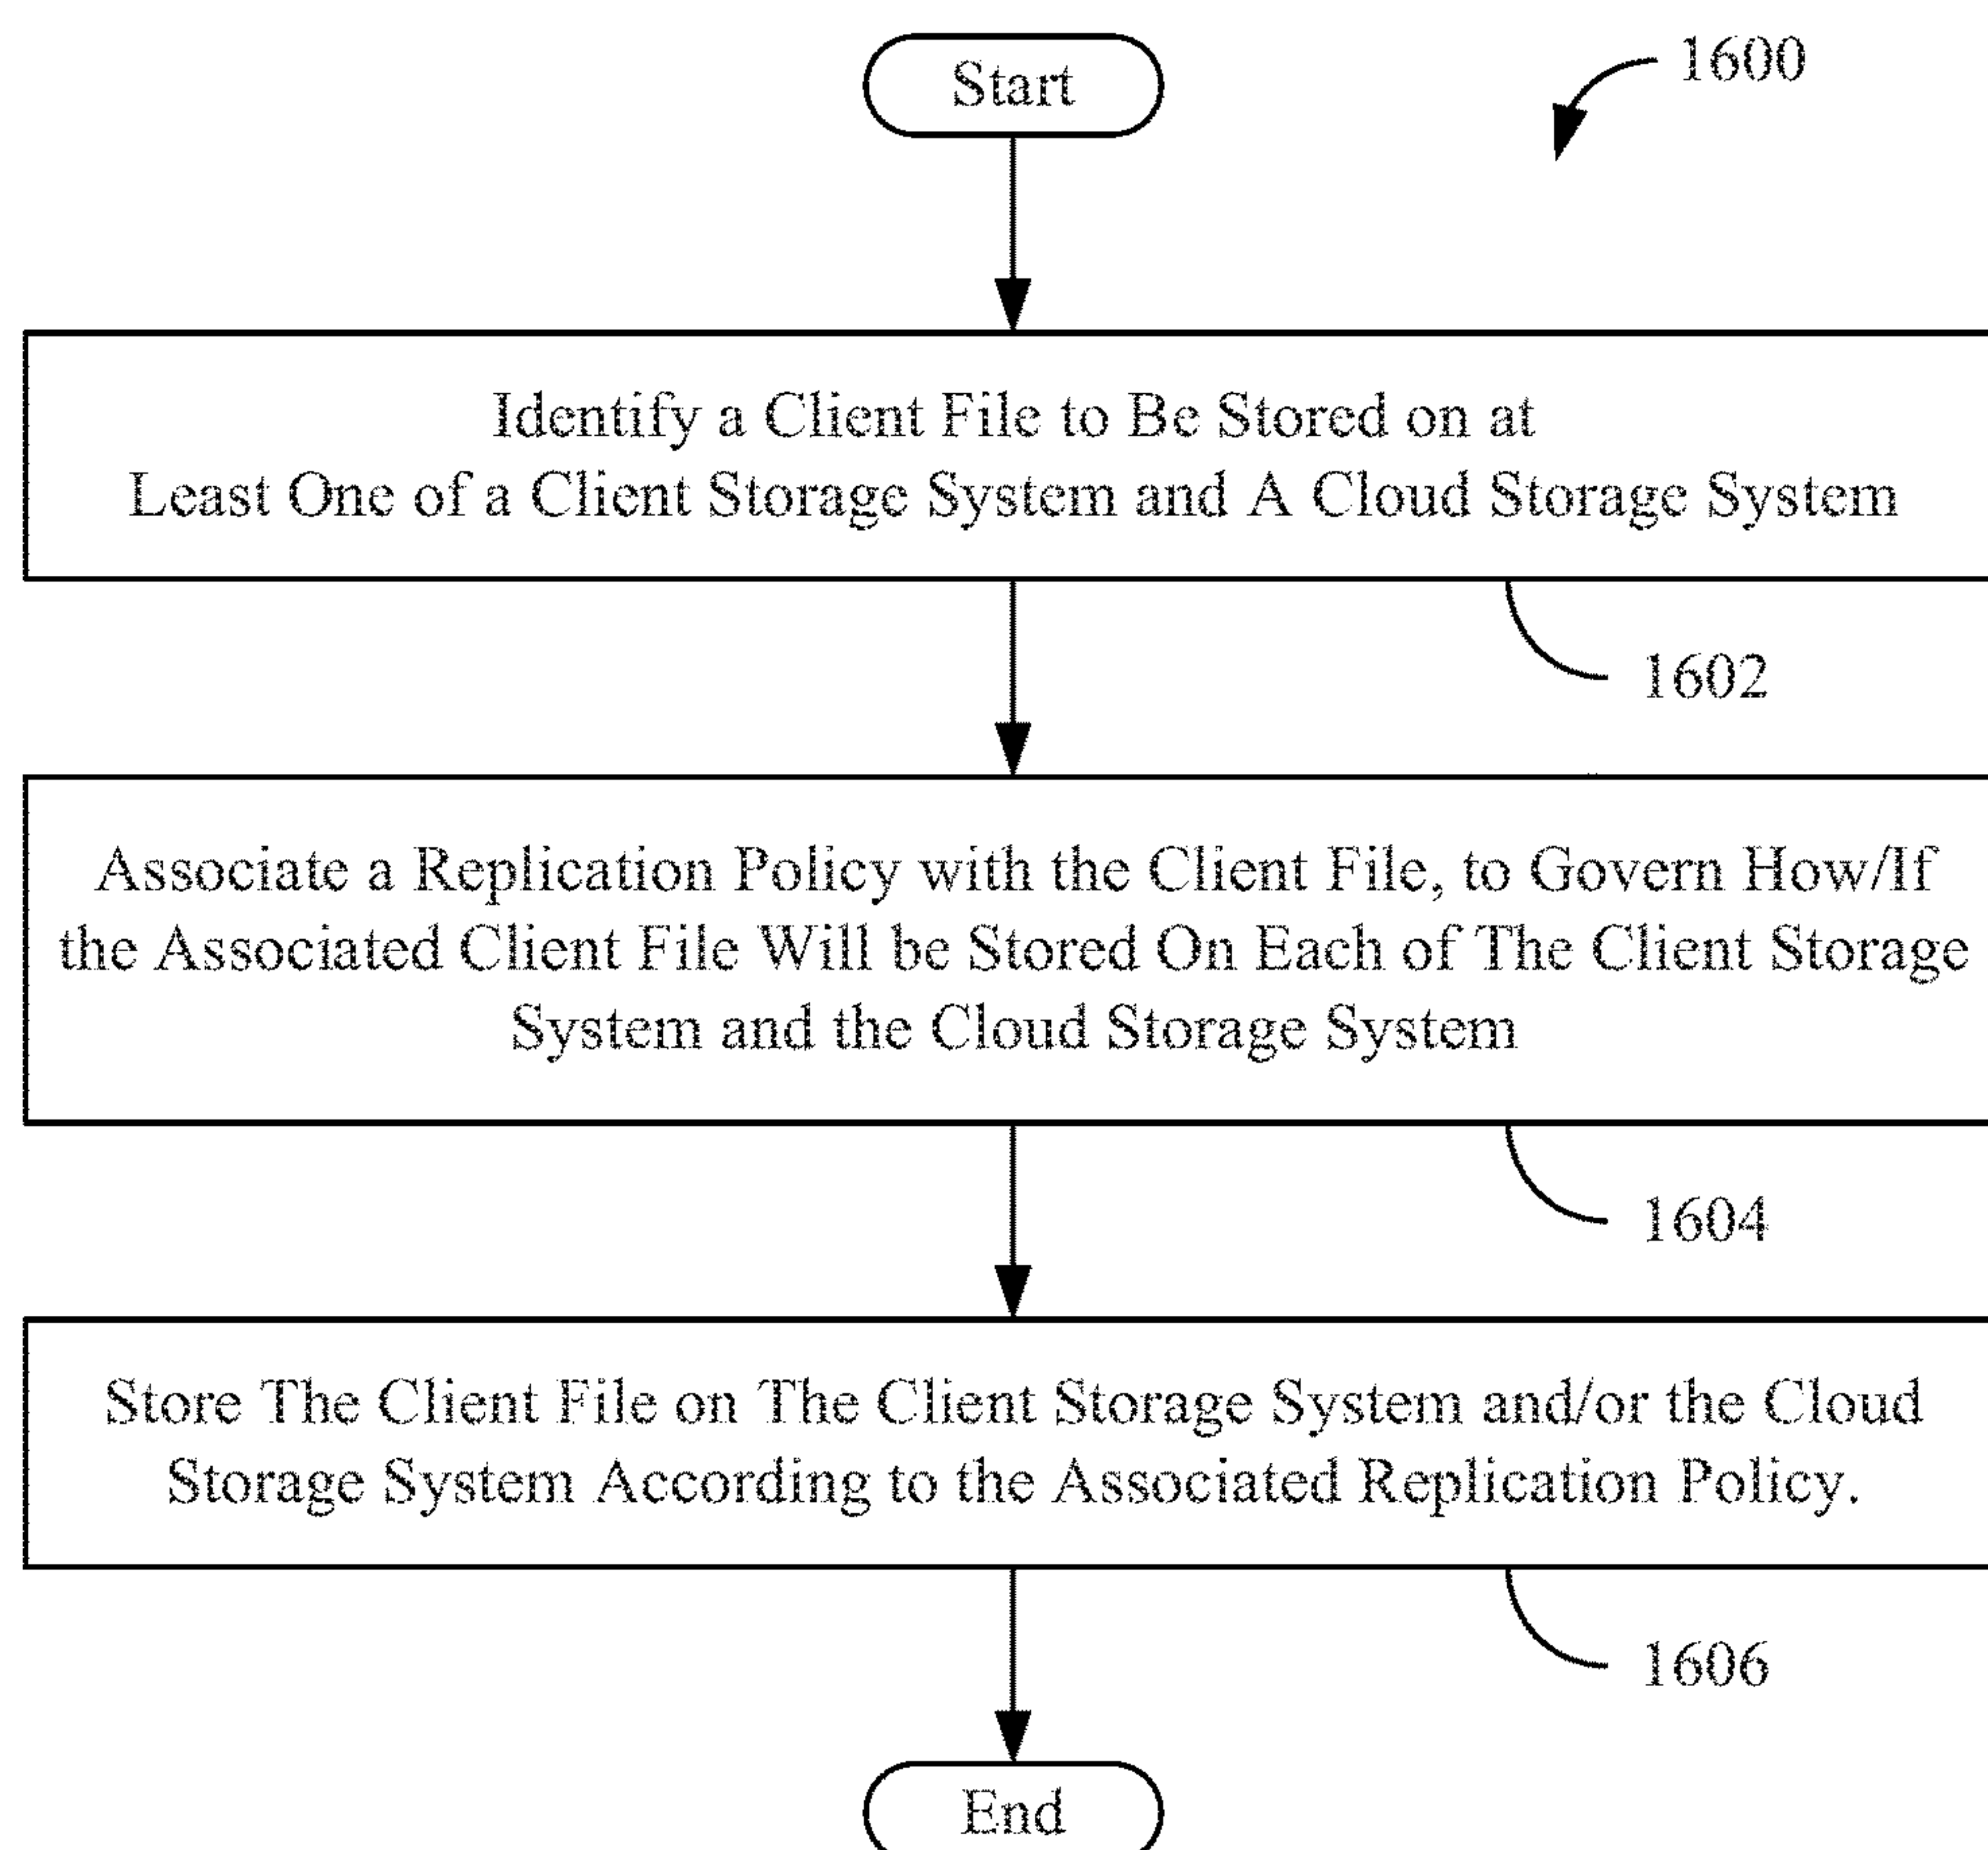 Start
1600
Identify a Client File to Be Stored on at
Least One of a Client Storage System and A Cloud Storage System
1602
Associate a Replication Policy with the Client File, to Govern How/If
the Associated Client File Will be Stored On Each of The Client Storage
System and the Cloud Storage System
1604
Store The Client File on The Client Storage System and/or the Cloud
Storage System According to the Associated Replication Policy.
1606
End